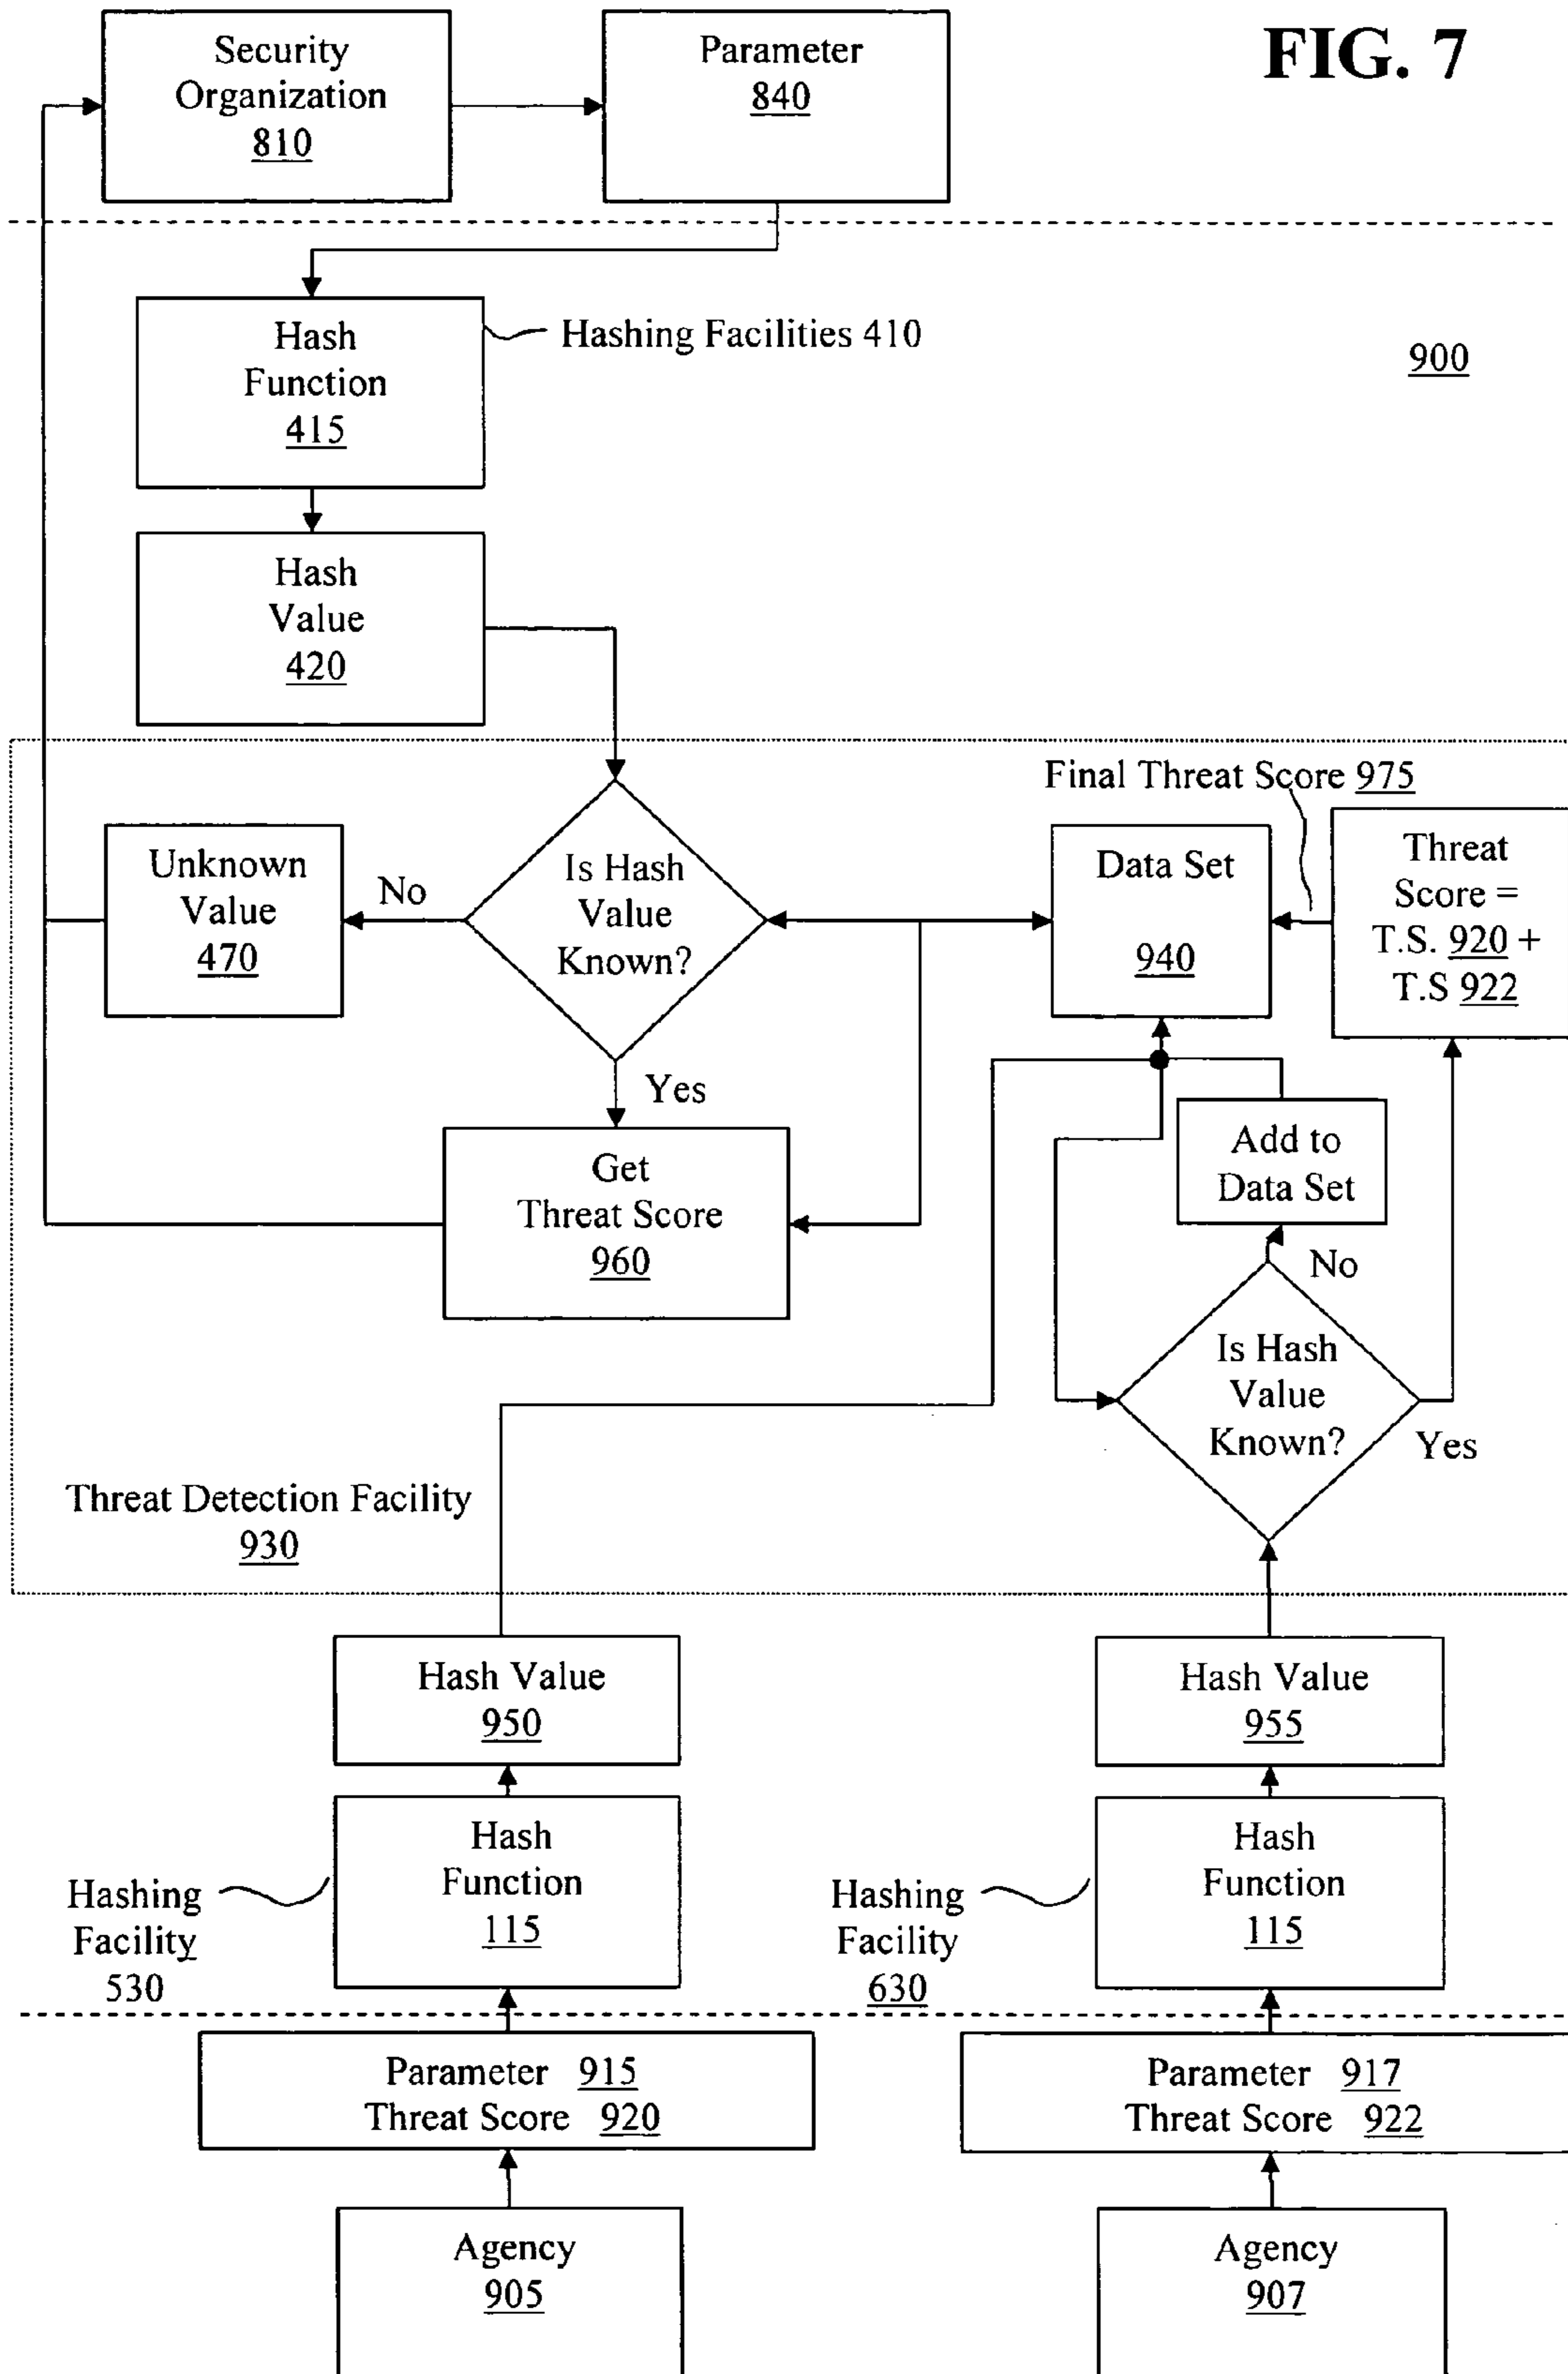 FIG. 7
Security
Organization
810
Parameter
840
Hash
Function
415
Hashing Facilities 410
900
Hash
Value
420
Final Threat Score 975
Unknown
Value
470
No
Is Hash
Value
Known?
Data Set
940
Threat
Score =
T.S. 920 +
T.S 922
Yes
Get
Threat Score
960
Add to
Data Set
No
Is Hash
Value
Known?
Yes
Threat Detection Facility
930
Hash Value
950
Hash Value
955
Hashing
Facility
530
Hash
Function
115
Hashing
Facility
630
Hash
Function
115
Parameter 915
Threat Score 920
Parameter 917
Threat Score 922
Agency
905
Agency
907